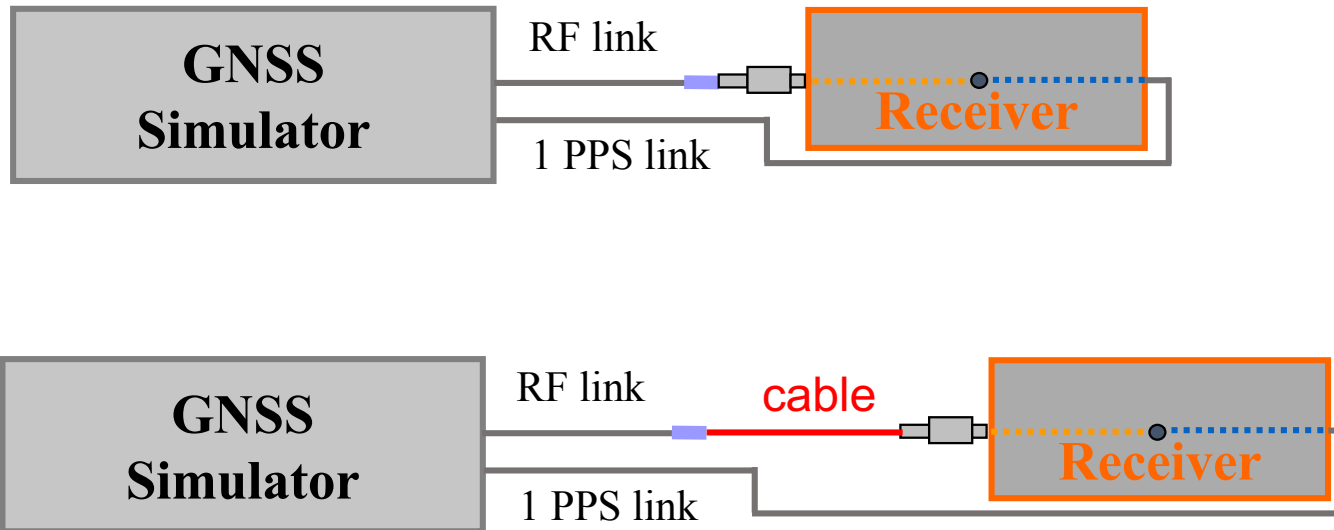 GNSS
Simulator
RF link
1 PPS link
Receiver
GNSS
Simulator
RF link
cable
1 PPS link
Receiver